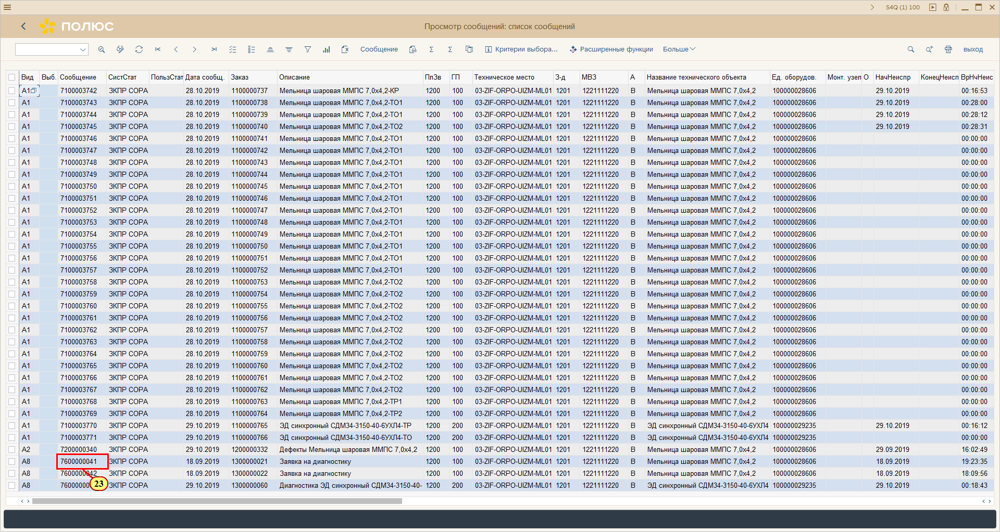 S4Q (1) 100
ПОЛЮС
Просмотр сообщений: список сообщений
Сообщение Критерии выбора... Расширенные функции Больше выход
Вид Выб. Сообщение СистСтат ПользСтат Дата сообщ. Заказ Описание ПлЗв ГП Техническое место З-д МВЗ A Название технического объекта Ед. оборудов. Монт. узел О НачНеиспр КонецНеисп ВрНчНеис
A1 7100003742 ЗКПР СОРА 28.10.2019 1100000737 Мельница шаровая ММПС 7,0х4,2-КР 1200 100 03-ZIF-ORPO-UIZM-ML01 1201 1221111220 B Мельница шаровая ММПС 7,0х4,2 100000028606 29.10.2019 00:16:53
A1 7100003743 ЗКПР СОРА 28.10.2019 1100000738 Мельница шаровая ММПС 7,0х4,2-ТО1 1200 100 03-ZIF-ORPO-UIZM-ML01 1201 1221111220 B Мельница шаровая ММПС 7,0х4,2 100000028606 29.10.2019 00:28:00
A1 7100003744 ЗКПР СОРА 28.10.2019 1100000739 Мельница шаровая ММПС 7,0х4,2-ТО1 1200 100 03-ZIF-ORPO-UIZM-ML01 1201 1221111220 B Мельница шаровая ММПС 7,0х4,2 100000028606 29.10.2019 00:28:12
A1 7100003745 ЗКПР СОРА 28.10.2019 1100000740 Мельница шаровая ММПС 7,0х4,2-ТО2 1200 100 03-ZIF-ORPO-UIZM-ML01 1201 1221111220 B Мельница шаровая ММПС 7,0х4,2 100000028606 29.10.2019 00:28:31
A1 7100003746 ЗКПР СОРА 28.10.2019 1100000741 Мельница шаровая ММПС 7,0х4,2-ТО1 1200 100 03-ZIF-ORPO-UIZM-ML01 1201 1221111220 B Мельница шаровая ММПС 7,0х4,2 100000028606 00:00:00
A1 7100003747 ЗКПР СОРА 28.10.2019 1100000742 Мельница шаровая ММПС 7,0х4,2-ТО1 1200 100 03-ZIF-ORPO-UIZM-ML01 1201 1221111220 B Мельница шаровая ММПС 7,0х4,2 100000028606 00:00:00
A1 7100003748 ЗКПР СОРА 28.10.2019 1100000743 Мельница шаровая ММПС 7,0х4,2-ТО1 1200 100 03-ZIF-ORPO-UIZM-ML01 1201 1221111220 B Мельница шаровая ММПС 7,0х4,2 100000028606 00:00:00
A1 7100003749 ЗКПР СОРА 28.10.2019 1100000744 Мельница шаровая ММПС 7,0х4,2-ТО1 1200 100 03-ZIF-ORPO-UIZM-ML01 1201 1221111220 B Мельница шаровая ММПС 7,0х4,2 100000028606 00:00:00
A1 7100003750 ЗКПР СОРА 28.10.2019 1100000745 Мельница шаровая ММПС 7,0х4,2-ТО1 1200 100 03-ZIF-ORPO-UIZM-ML01 1201 1221111220 B Мельница шаровая ММПС 7,0х4,2 100000028606 00:00:00
A1 7100003751 ЗКПР СОРА 28.10.2019 1100000746 Мельница шаровая ММПС 7,0х4,2-ТО1 1200 100 03-ZIF-ORPO-UIZM-ML01 1201 1221111220 B Мельница шаровая ММПС 7,0х4,2 100000028606 00:00:00
A1 7100003752 ЗКПР СОРА 28.10.2019 1100000747 Мельница шаровая ММПС 7,0х4,2-ТО1 1200 100 03-ZIF-ORPO-UIZM-ML01 1201 1221111220 B Мельница шаровая ММПС 7,0х4,2 100000028606 00:00:00
A1 7100003753 ЗКПР СОРА 28.10.2019 1100000748 Мельница шаровая ММПС 7,0х4,2-ТО1 1200 100 03-ZIF-ORPO-UIZM-ML01 1201 1221111220 B Мельница шаровая ММПС 7,0х4,2 100000028606 00:00:00
A1 7100003754 ЗКПР СОРА 28.10.2019 1100000749 Мельница шаровая ММПС 7,0х4,2-ТО1 1200 100 03-ZIF-ORPO-UIZM-ML01 1201 1221111220 B Мельница шаровая ММПС 7,0х4,2 100000028606 00:00:00
A1 7100003755 ЗКПР СОРА 28.10.2019 1100000750 Мельница шаровая ММПС 7,0х4,2-ТО1 1200 100 03-ZIF-ORPO-UIZM-ML01 1201 1221111220 B Мельница шаровая ММПС 7,0х4,2 100000028606 00:00:00
A1 7100003756 ЗКПР СОРА 28.10.2019 1100000751 Мельница шаровая ММПС 7,0х4,2-ТО1 1200 100 03-ZIF-ORPO-UIZM-ML01 1201 1221111220 B Мельница шаровая ММПС 7,0х4,2 100000028606 00:00:00
A1 7100003757 ЗКПР СОРА 28.10.2019 1100000752 Мельница шаровая ММПС 7,0х4,2-ТО1 1200 100 03-ZIF-ORPO-UIZM-ML01 1201 1221111220 B Мельница шаровая ММПС 7,0х4,2 100000028606 00:00:00
A1 7100003758 ЗКПР СОРА 28.10.2019 1100000753 Мельница шаровая ММПС 7,0х4,2-ТО2 1200 100 03-ZIF-ORPO-UIZM-ML01 1201 1221111220 B Мельница шаровая ММПС 7,0х4,2 100000028606 00:00:00
A1 7100003759 ЗКПР СОРА 28.10.2019 1100000754 Мельница шаровая ММПС 7,0х4,2-ТО2 1200 100 03-ZIF-ORPO-UIZM-ML01 1201 1221111220 B Мельница шаровая ММПС 7,0х4,2 100000028606 00:00:00
A1 7100003760 ЗКПР СОРА 28.10.2019 1100000755 Мельница шаровая ММПС 7,0х4,2-ТО2 1200 100 03-ZIF-ORPO-UIZM-ML01 1201 1221111220 B Мельница шаровая ММПС 7,0х4,2 100000028606 00:00:00
A1 7100003761 ЗКПР СОРА 28.10.2019 1100000756 Мельница шаровая ММПС 7,0х4,2-ТО2 1200 100 03-ZIF-ORPO-UIZM-ML01 1201 1221111220 B Мельница шаровая ММПС 7,0х4,2 100000028606 00:00:00
A1 7100003762 ЗКПР СОРА 28.10.2019 1100000757 Мельница шаровая ММПС 7,0х4,2-ТО2 1200 100 03-ZIF-ORPO-UIZM-ML01 1201 1221111220 B Мельница шаровая ММПС 7,0х4,2 100000028606 00:00:00
A1 7100003763 ЗКПР СОРА 28.10.2019 1100000758 Мельница шаровая ММПС 7,0х4,2-ТО2 1200 100 03-ZIF-ORPO-UIZM-ML01 1201 1221111220 B Мельница шаровая ММПС 7,0х4,2 100000028606 00:00:00
A1 7100003764 ЗКПР СОРА 28.10.2019 1100000759 Мельница шаровая ММПС 7,0х4,2-ТО2 1200 100 03-ZIF-ORPO-UIZM-ML01 1201 1221111220 B Мельница шаровая ММПС 7,0х4,2 100000028606 00:00:00
A1 7100003765 ЗКПР СОРА 28.10.2019 1100000760 Мельница шаровая ММПС 7,0х4,2-ТО2 1200 100 03-ZIF-ORPO-UIZM-ML01 1201 1221111220 B Мельница шаровая ММПС 7,0х4,2 100000028606 00:00:00
A1 7100003766 ЗКПР СОРА 28.10.2019 1100000761 Мельница шаровая ММПС 7,0х4,2-ТО2 1200 100 03-ZIF-ORPO-UIZM-ML01 1201 1221111220 B Мельница шаровая ММПС 7,0х4,2 100000028606 00:00:00
A1 7100003767 ЗКПР СОРА 28.10.2019 1100000762 Мельница шаровая ММПС 7,0х4,2-ТО2 1200 100 03-ZIF-ORPO-UIZM-ML01 1201 1221111220 B Мельница шаровая ММПС 7,0х4,2 100000028606 00:00:00
A1 7100003768 ЗКПР СОРА 28.10.2019 1100000763 Мельница шаровая ММПС 7,0х4,2-ТР1 1200 100 03-ZIF-ORPO-UIZM-ML01 1201 1221111220 B Мельница шаровая ММПС 7,0х4,2 100000028606 00:00:00
A1 7100003769 ЗКПР СОРА 28.10.2019 1100000764 Мельница шаровая ММПС 7,0х4,2-ТР2 1200 100 03-ZIF-ORPO-UIZM-ML01 1201 1221111220 B Мельница шаровая ММПС 7,0х4,2 100000028606 00:00:00
A1 7100003770 ЗКПР СОРА 29.10.2019 1100000765 ЭД синхронный СДМ34-3150-40-6УХЛ4-ТР 1200 200 03-ZIF-ORPO-UIZM-ML01 1201 1221111220 B ЭД синхронный СДМ34-3150-40-6УХЛ4 100000029235 29.10.2019 00:16:12
A1 7100003771 ЗКПР СОРА 29.10.2019 1100000766 ЭД синхронный СДМ34-3150-40-6УХЛ4-ТО 1200 200 03-ZIF-ORPO-UIZM-ML01 1201 1221111220 B ЭД синхронный СДМ34-3150-40-6УХЛ4 100000029235 00:00:00
A2 7200000340 ЗКПР СОРА 29.10.2019 1200000332 Дефекты Мельница шаровая ММПС 7,0х4,2 1200 100 03-ZIF-ORPO-UIZM-ML01 1201 1221111220 B Мельница шаровая ММПС 7,0х4,2 100000028606 29.09.2019 16:02:49
A8 7600000041 ЗКПР СОРА 18.09.2019 1300000021 Заявка на диагностику 1200 100 03-ZIF-ORPO-UIZM-ML01 1201 1221111220 B Мельница шаровая ММПС 7,0х4,2 100000028606 18.09.2019 19:23:35
A8 7600000042 ЗКПР СОРА 18.09.2019 1300000022 Заявка на диагностику 1200 100 03-ZIF-ORPO-UIZM-ML01 1201 1221111220 B Мельница шаровая ММПС 7,0х4,2 100000028606 18.09.2019 18:09:56
A8 ЗКПР СОРА 29.10.2019 1300000060 Диагностика ЭД синхронный СДМ34-3150-40- 1200 200 03-ZIF-ORPO-UIZM-ML01 1201 1221111220 B ЭД синхронный СДМ34-3150-40-6УХЛ4 100000029235 29.10.2019 00:18:43
23